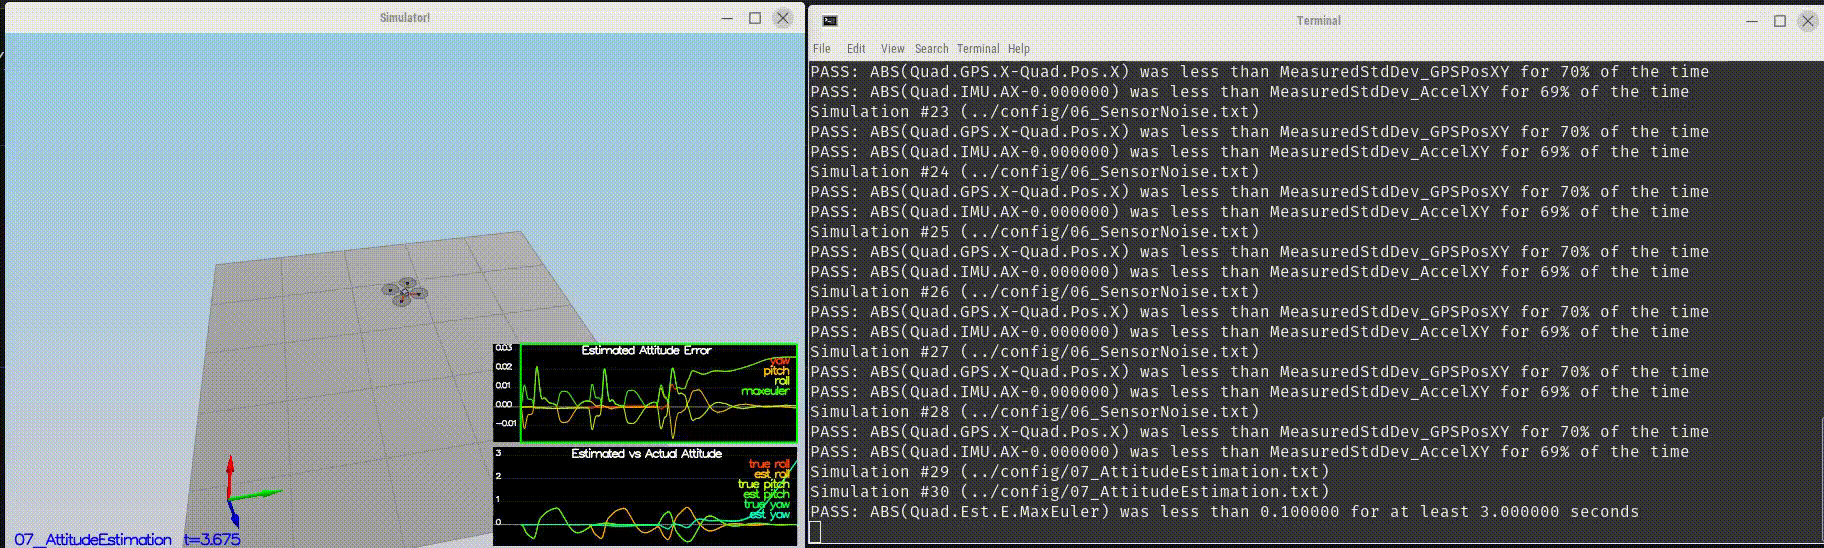 Simulator!
Estimated Attitude Error
0.03
0.02
0.01
0.00
-0.01
yaw
pitch
roll
maxeuler
Estimated vs Actual Attitude
3
2
1
0
true roll
est roll
true pitch
est pitch
true yaw
est yaw
07_AttitudeEstimation t=3.675
Terminal
File Edit View Search Terminal Help
PASS: ABS(Quad.GPS.X-Quad.Pos.X) was less than MeasuredStdDev_GPSPosXY for 70% of the time
PASS: ABS(Quad.IMU.AX-0.000000) was less than MeasuredStdDev_AccelXY for 69% of the time
Simulation #23 (../config/06_SensorNoise.txt)
PASS: ABS(Quad.GPS.X-Quad.Pos.X) was less than MeasuredStdDev_GPSPosXY for 70% of the time
PASS: ABS(Quad.IMU.AX-0.000000) was less than MeasuredStdDev_AccelXY for 69% of the time
Simulation #24 (../config/06_SensorNoise.txt)
PASS: ABS(Quad.GPS.X-Quad.Pos.X) was less than MeasuredStdDev_GPSPosXY for 70% of the time
PASS: ABS(Quad.IMU.AX-0.000000) was less than MeasuredStdDev_AccelXY for 69% of the time
Simulation #25 (../config/06_SensorNoise.txt)
PASS: ABS(Quad.GPS.X-Quad.Pos.X) was less than MeasuredStdDev_GPSPosXY for 70% of the time
PASS: ABS(Quad.IMU.AX-0.000000) was less than MeasuredStdDev_AccelXY for 69% of the time
Simulation #26 (../config/06_SensorNoise.txt)
PASS: ABS(Quad.GPS.X-Quad.Pos.X) was less than MeasuredStdDev_GPSPosXY for 70% of the time
PASS: ABS(Quad.IMU.AX-0.000000) was less than MeasuredStdDev_AccelXY for 69% of the time
Simulation #27 (../config/06_SensorNoise.txt)
PASS: ABS(Quad.GPS.X-Quad.Pos.X) was less than MeasuredStdDev_GPSPosXY for 70% of the time
PASS: ABS(Quad.IMU.AX-0.000000) was less than MeasuredStdDev_AccelXY for 69% of the time
Simulation #28 (../config/06_SensorNoise.txt)
PASS: ABS(Quad.GPS.X-Quad.Pos.X) was less than MeasuredStdDev_GPSPosXY for 70% of the time
PASS: ABS(Quad.IMU.AX-0.000000) was less than MeasuredStdDev_AccelXY for 69% of the time
Simulation #29 (../config/07_AttitudeEstimation.txt)
Simulation #30 (../config/07_AttitudeEstimation.txt)
PASS: ABS(Quad.Est.E.MaxEuler) was less than 0.100000 for at least 3.000000 seconds